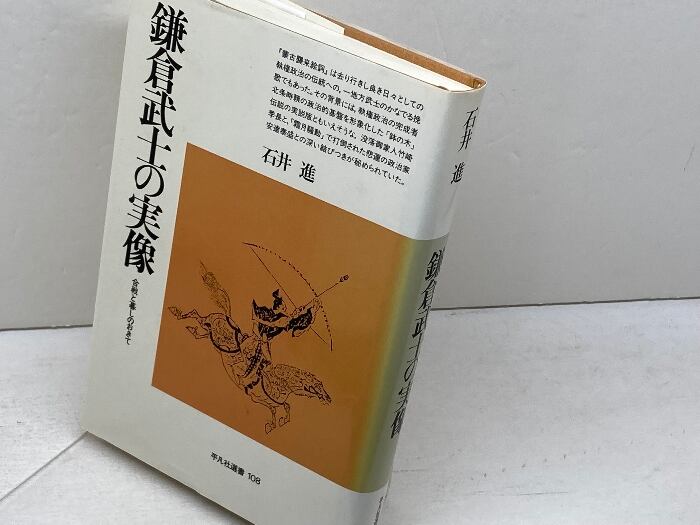 鎌倉武士の実像
合戦と暮しのおきて
「蒙古襲来絵詞」は去り行きし良き日々としての
執権政治の伝統への、一地方武士のかなでる挽
歌でもあった。その背景には、執権政治の完成者
北条時頼の政治的基盤を形象化した「鉢の木」
伝説の実説版ともいえそうな、没落御家人竹崎
季長と、「霜月騒動」で打倒された悲運の政治家
安達泰盛との深い結びつきが秘められていた。
石井 進
平凡社選書 108
石井 進
鎌倉武士の実像